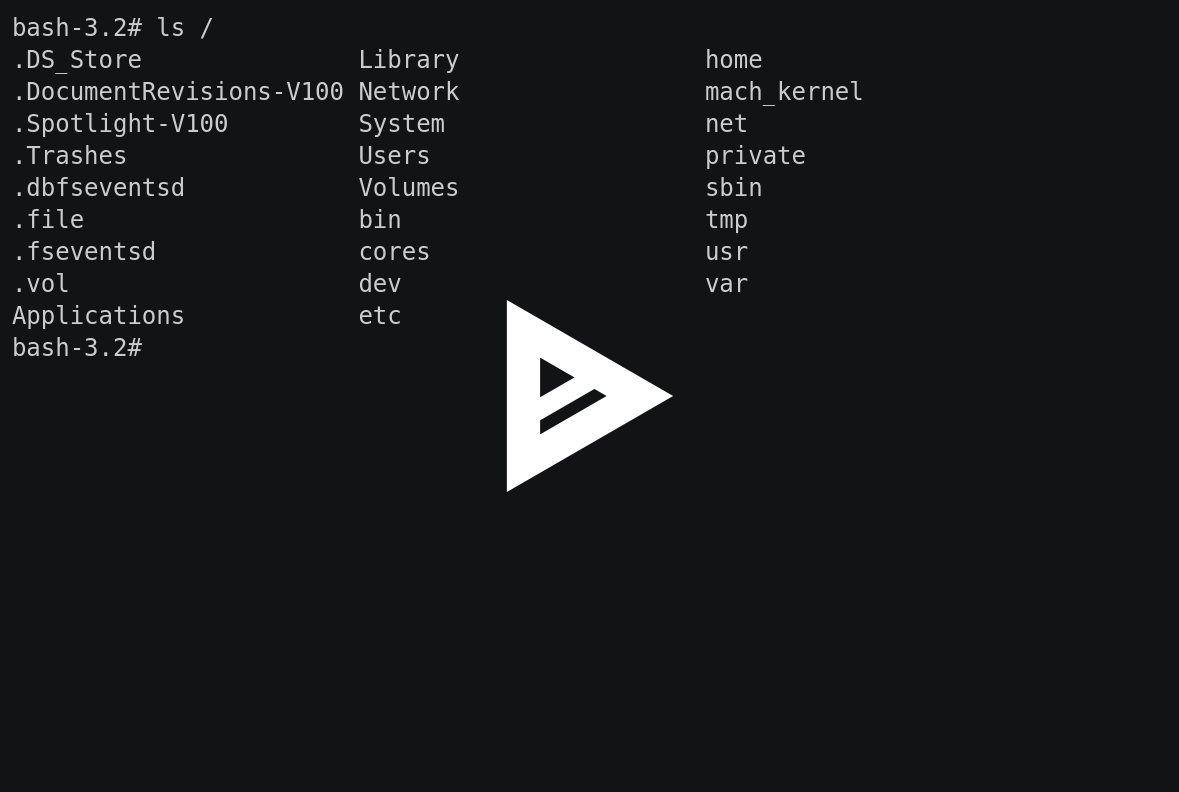 bash-3.2# ls /
.DS_Store Library home
.DocumentRevisions-V100 Network mach_kernel
.Spotlight-V100 System net
.Trashes Users private
.dbfseventsd Volumes sbin
.file bin tmp
.fseventsd cores usr
.vol dev var
Applications etc
bash-3.2#